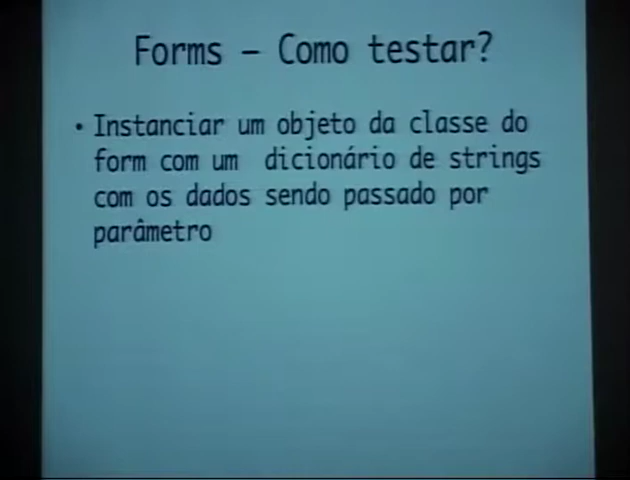 Forms – Como testar?
• Instanciar um objeto da classe do
form com um dicionário de strings
com os dados sendo passado por
parâmetro